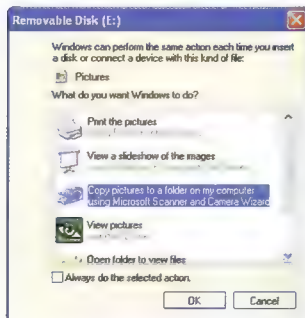 Removable Disk (E:)
Windows can perform the same action each time you insert
a disk or connect a device with this kind of file:
Pictures
What do you want Windows to do?
Print the pictures
View a slideshow of the images
Copy pictures to a folder on my computer
using Microsoft Scanner and Camera Wizard
View pictures
Open folder to view files
Always do the selected action.
OK
Cancel